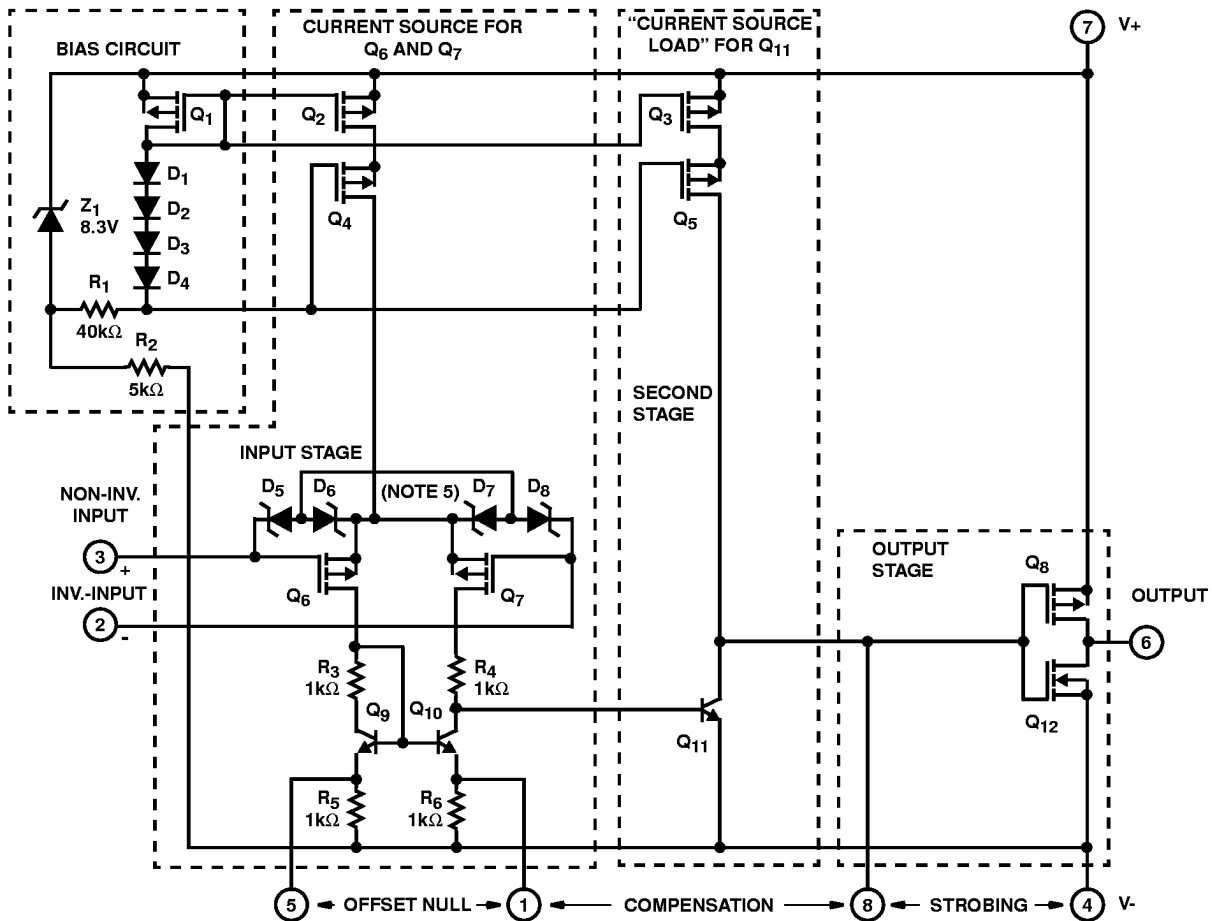 BIAS CIRCUIT
CURRENT SOURCE FOR
Q6 AND Q7
“CURRENT SOURCE
LOAD” FOR Q11
7
V+
Q1
Q2
Q3
D1
D2
D3
D4
Z1
8.3V
Q4
Q5
R1
40kΩ
R2
5kΩ
SECOND
STAGE
INPUT STAGE
D5
D6
(NOTE 5)
D7
D8
NON-INV.
INPUT
3
+
INV.-INPUT
2
-
Q6
Q7
OUTPUT
STAGE
Q8
OUTPUT
6
R3
1kΩ
R4
1kΩ
Q9
Q10
Q11
Q12
R5
1kΩ
R6
1kΩ
5
OFFSET NULL
1
COMPENSATION
8
STROBING
4
V-